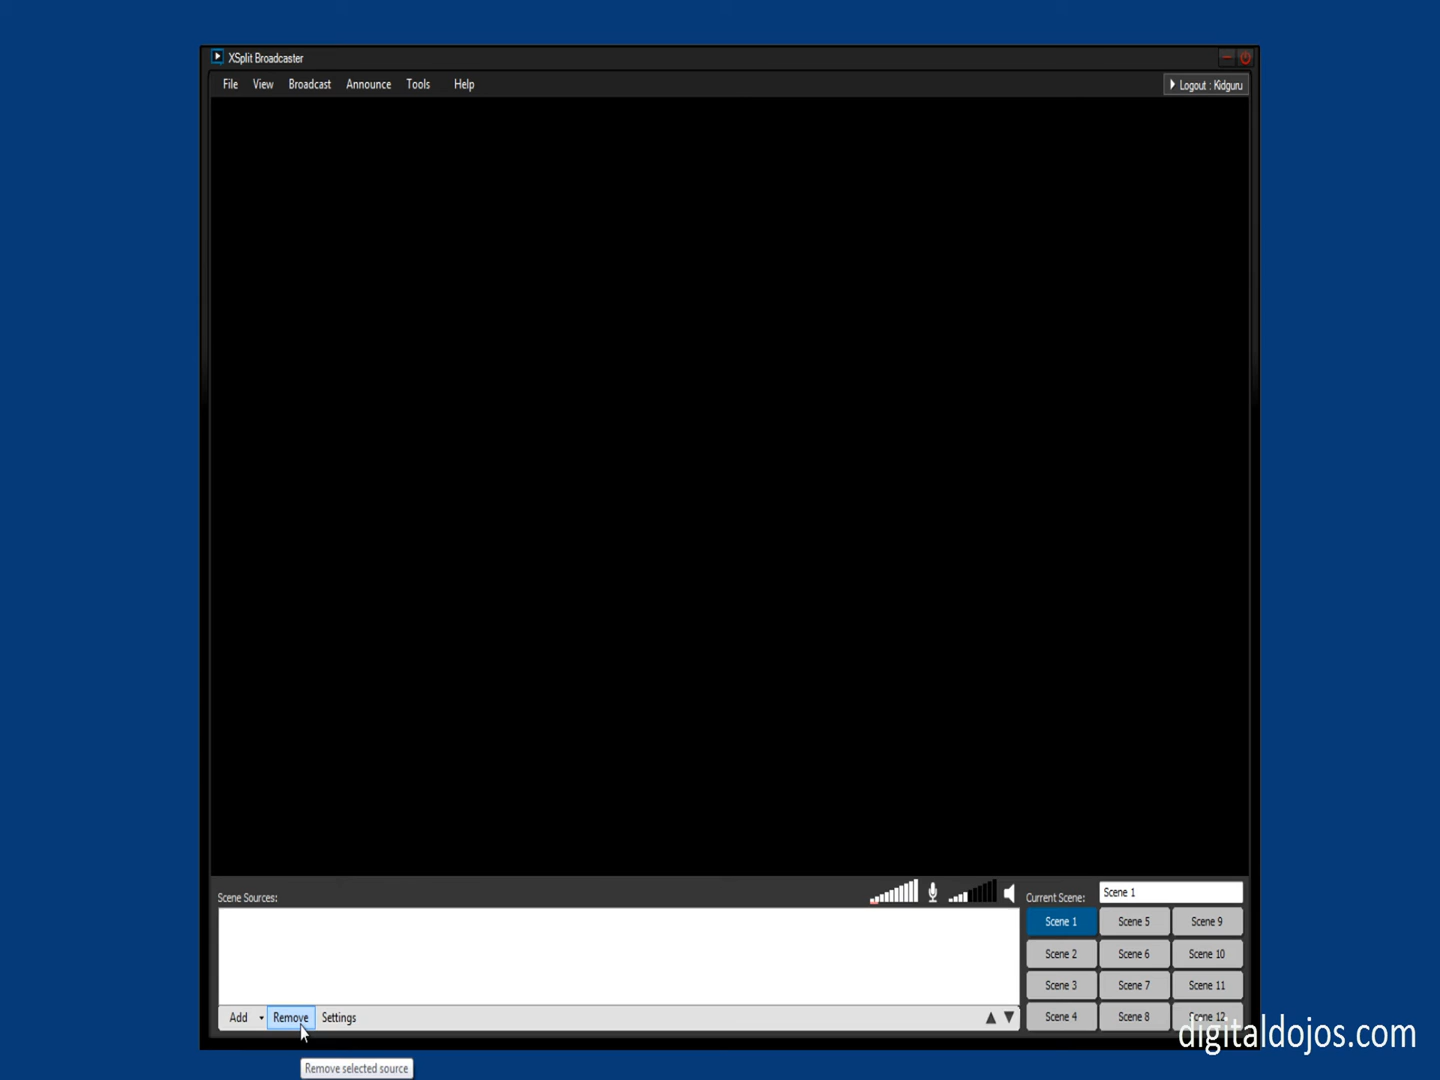 XSplit Broadcaster
File View Broadcast Announce Tools Help Logout : Kidguru
Scene Sources: Current Scene: Scene 1
Scene 1 Scene 5 Scene 9
Scene 2 Scene 6 Scene 10
Scene 3 Scene 7 Scene 11
Scene 4 Scene 8 Scene 12
Add Remove Settings
digitaldojos.com
Remove selected source